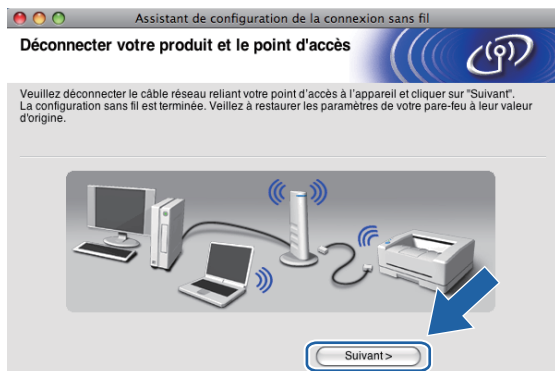 Assistant de configuration de la connexion sans fil
Déconnecter votre produit et le point d'accès
Veuillez déconnecter le câble réseau reliant votre point d'accès à l'appareil et cliquer sur "Suivant".
La configuration sans fil est terminée. Veillez à restaurer les paramètres de votre pare-feu à leur valeur
d'origine.
Suivant >